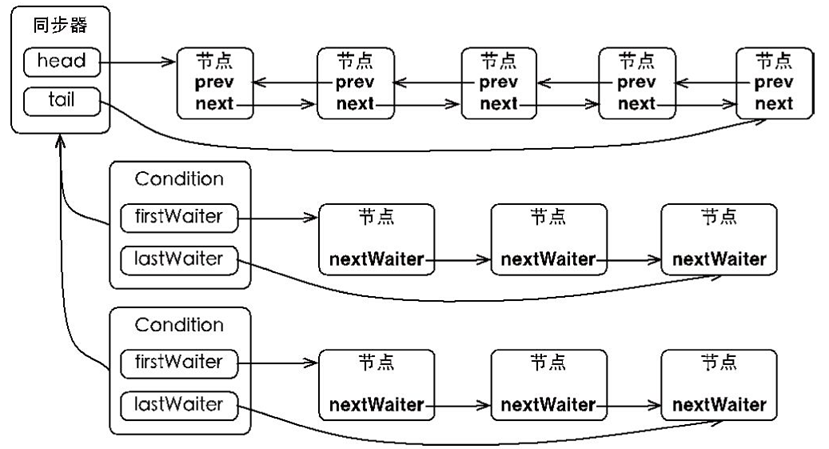 同步器
head
tail
节点 节点 节点 节点 节点
prev prev prev prev prev
next next next next next
Condition
firstWaiter
lastWaiter
节点 节点 节点
nextWaiter nextWaiter nextWaiter
Condition
firstWaiter
lastWaiter
节点 节点 节点
nextWaiter nextWaiter nextWaiter